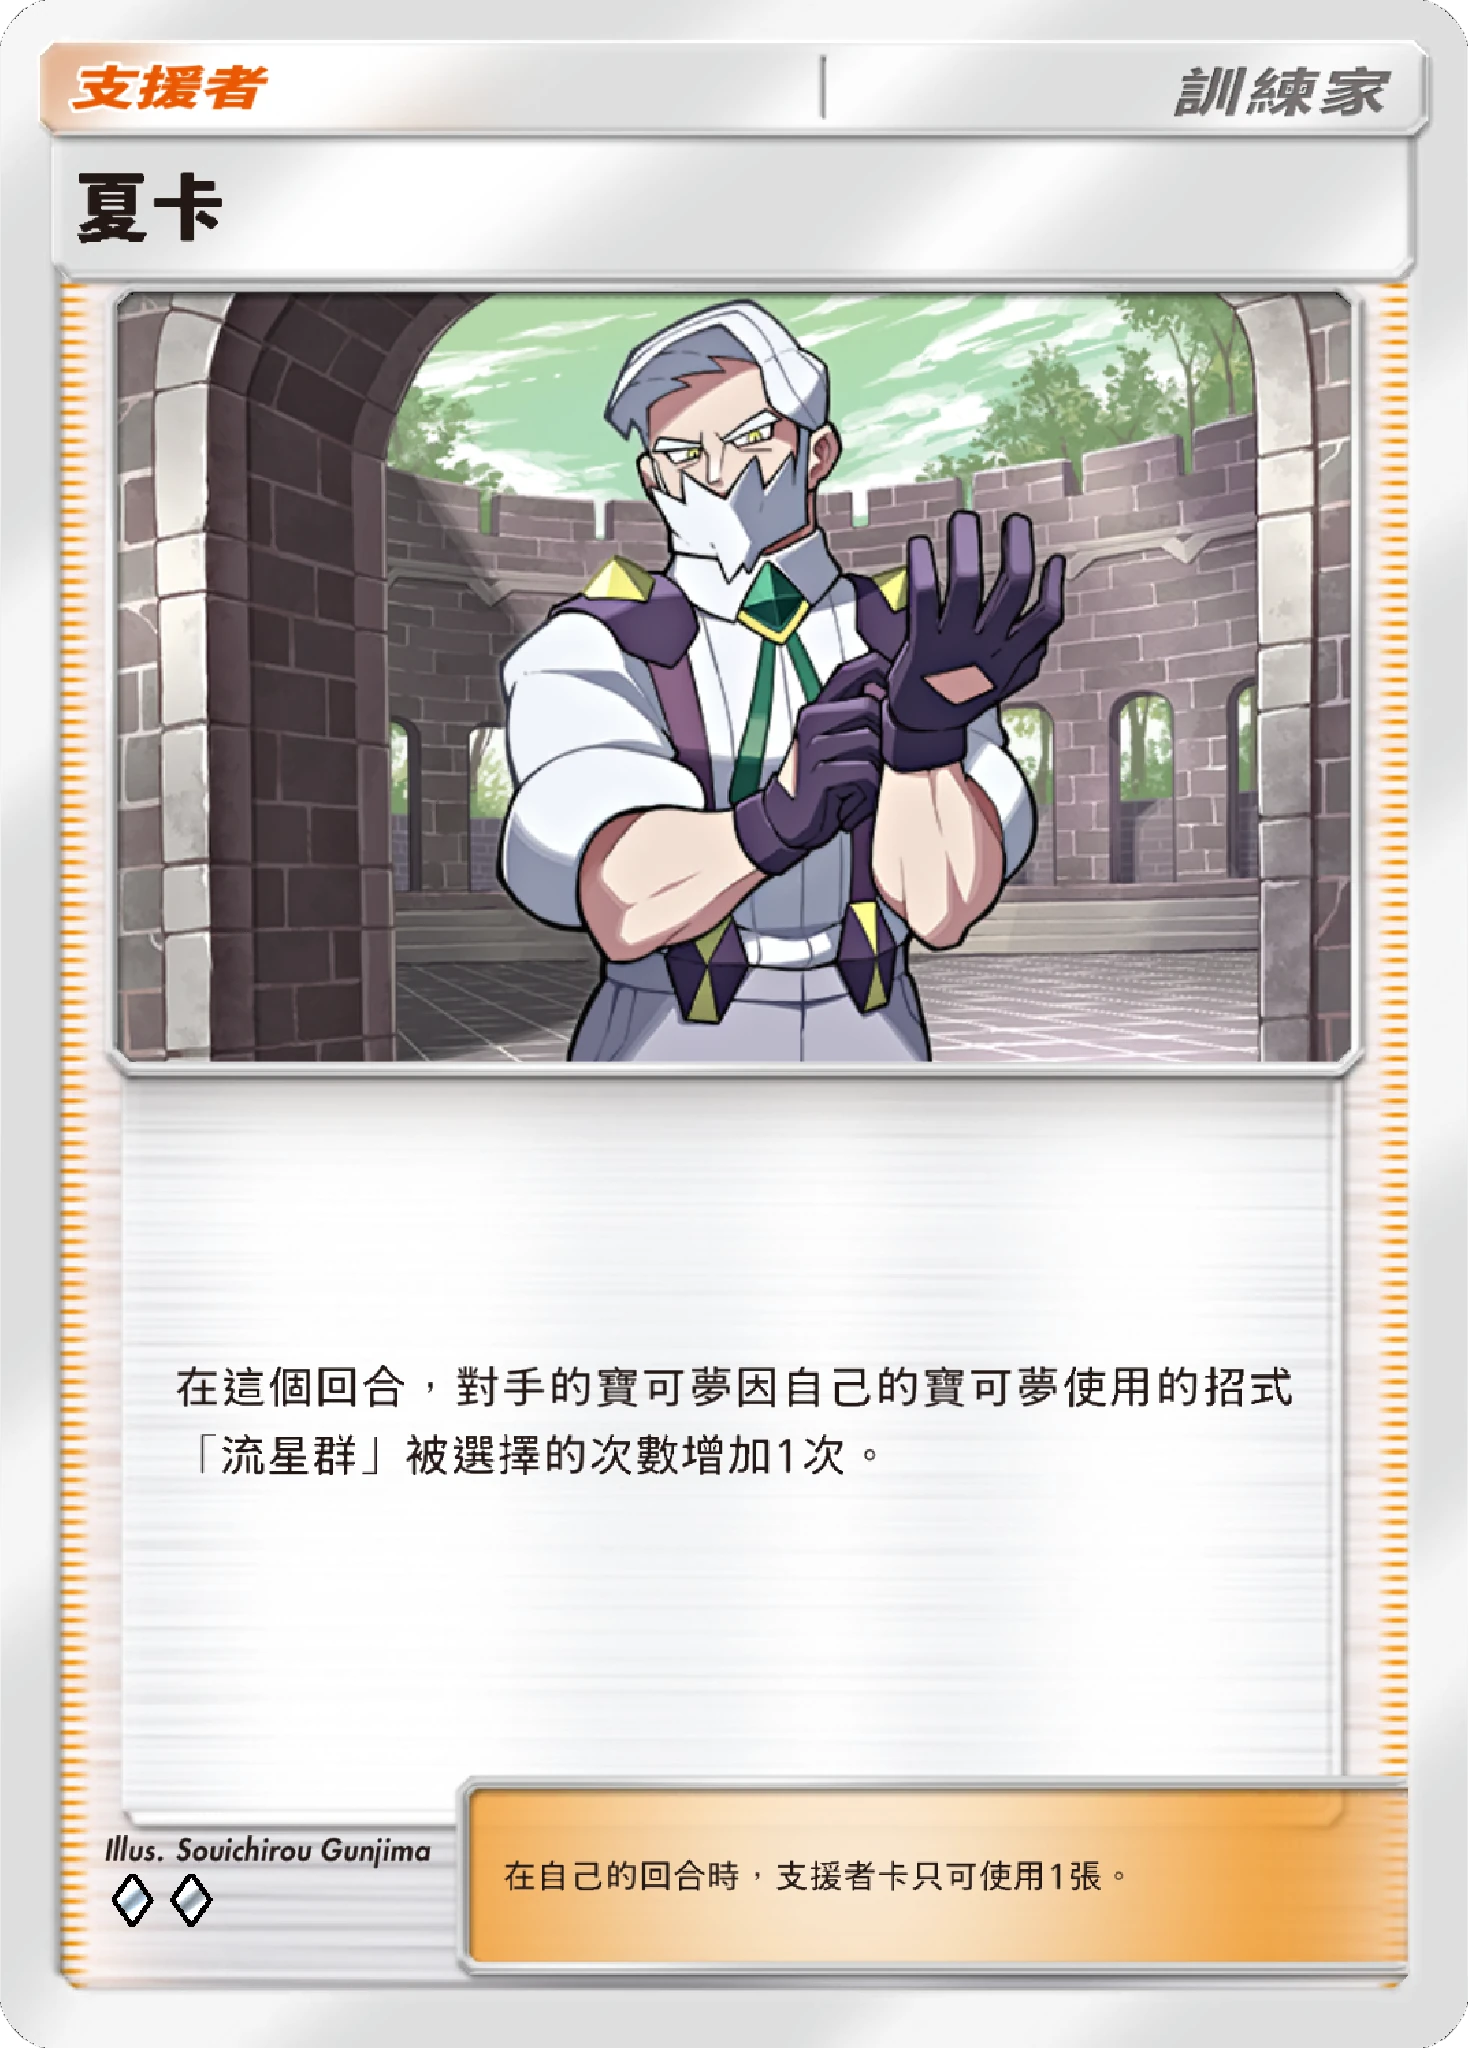 支援者
訓練家
夏卡
在這個回合，對手的寶可夢因自己的寶可夢使用的招式
「流星群」被選擇的次數增加1次。
Illus. Souichirou Gunjima
在自己的回合時，支援者卡只可使用1張。